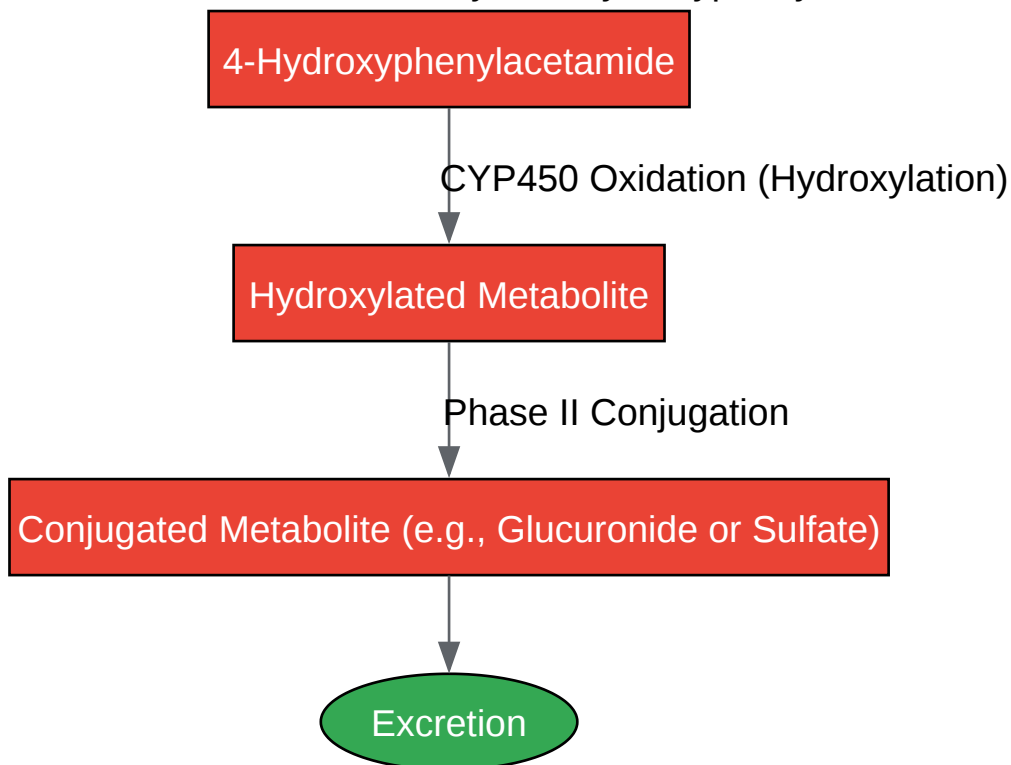 4-Hydroxyphenylacetamide
CYP450 Oxidation (Hydroxylation)
Hydroxylated Metabolite
Phase II Conjugation
Conjugated Metabolite (e.g., Glucuronide or Sulfate)
Excretion